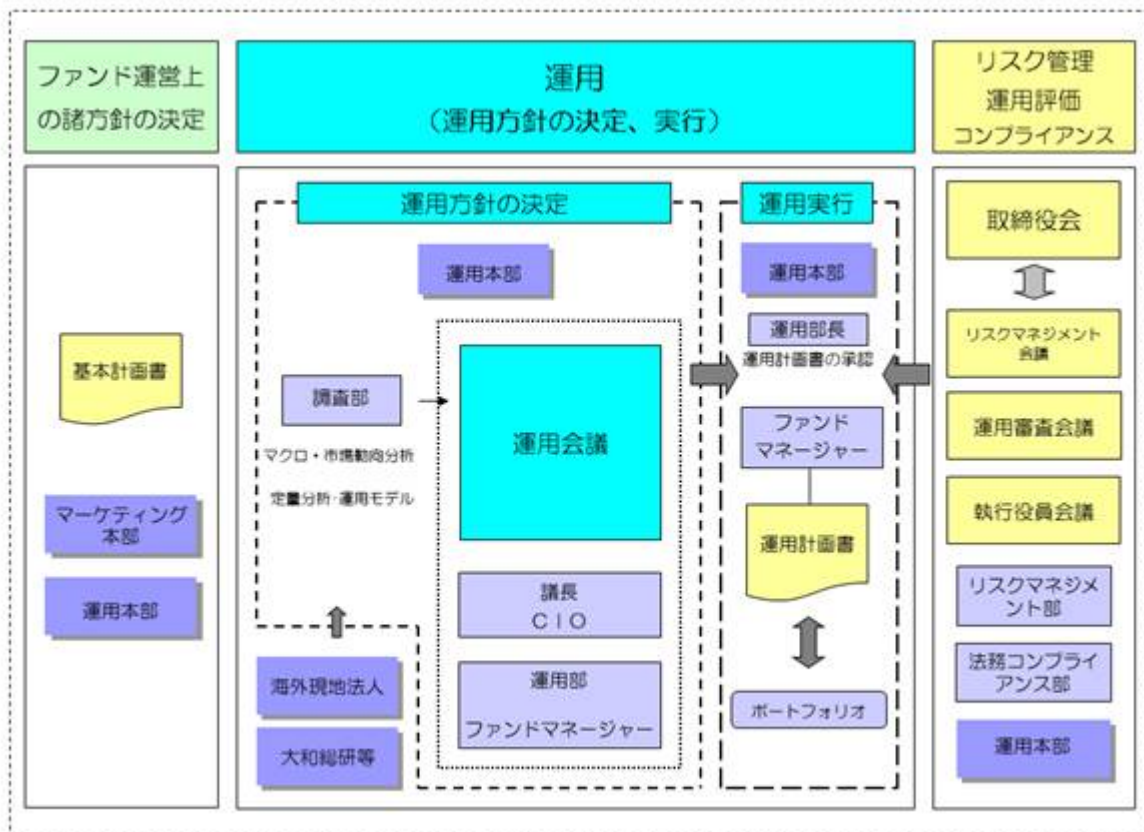 ファンド運営上
の諸方針の決定
運用
（運用方針の決定、実行）
リスク管理
運用評価
コンプライアンス
基本計画書
マーケティング
本部
運用本部
運用方針の決定
運用本部
調査部
マクロ・市場動向分析
定量分析・運用モデル
運用会議
議長
ＣＩＯ
運用部
ファンドマネージャー
海外現地法人
大和総研等
運用実行
運用本部
運用部長
運用計画書の承認
ファンド
マネージャー
運用計画書
ポートフォリオ
取締役会
リスクマネジメント
会議
運用審査会議
執行役員会議
リスクマネジメ
ント部
法務コンプライ
アンス部
運用本部